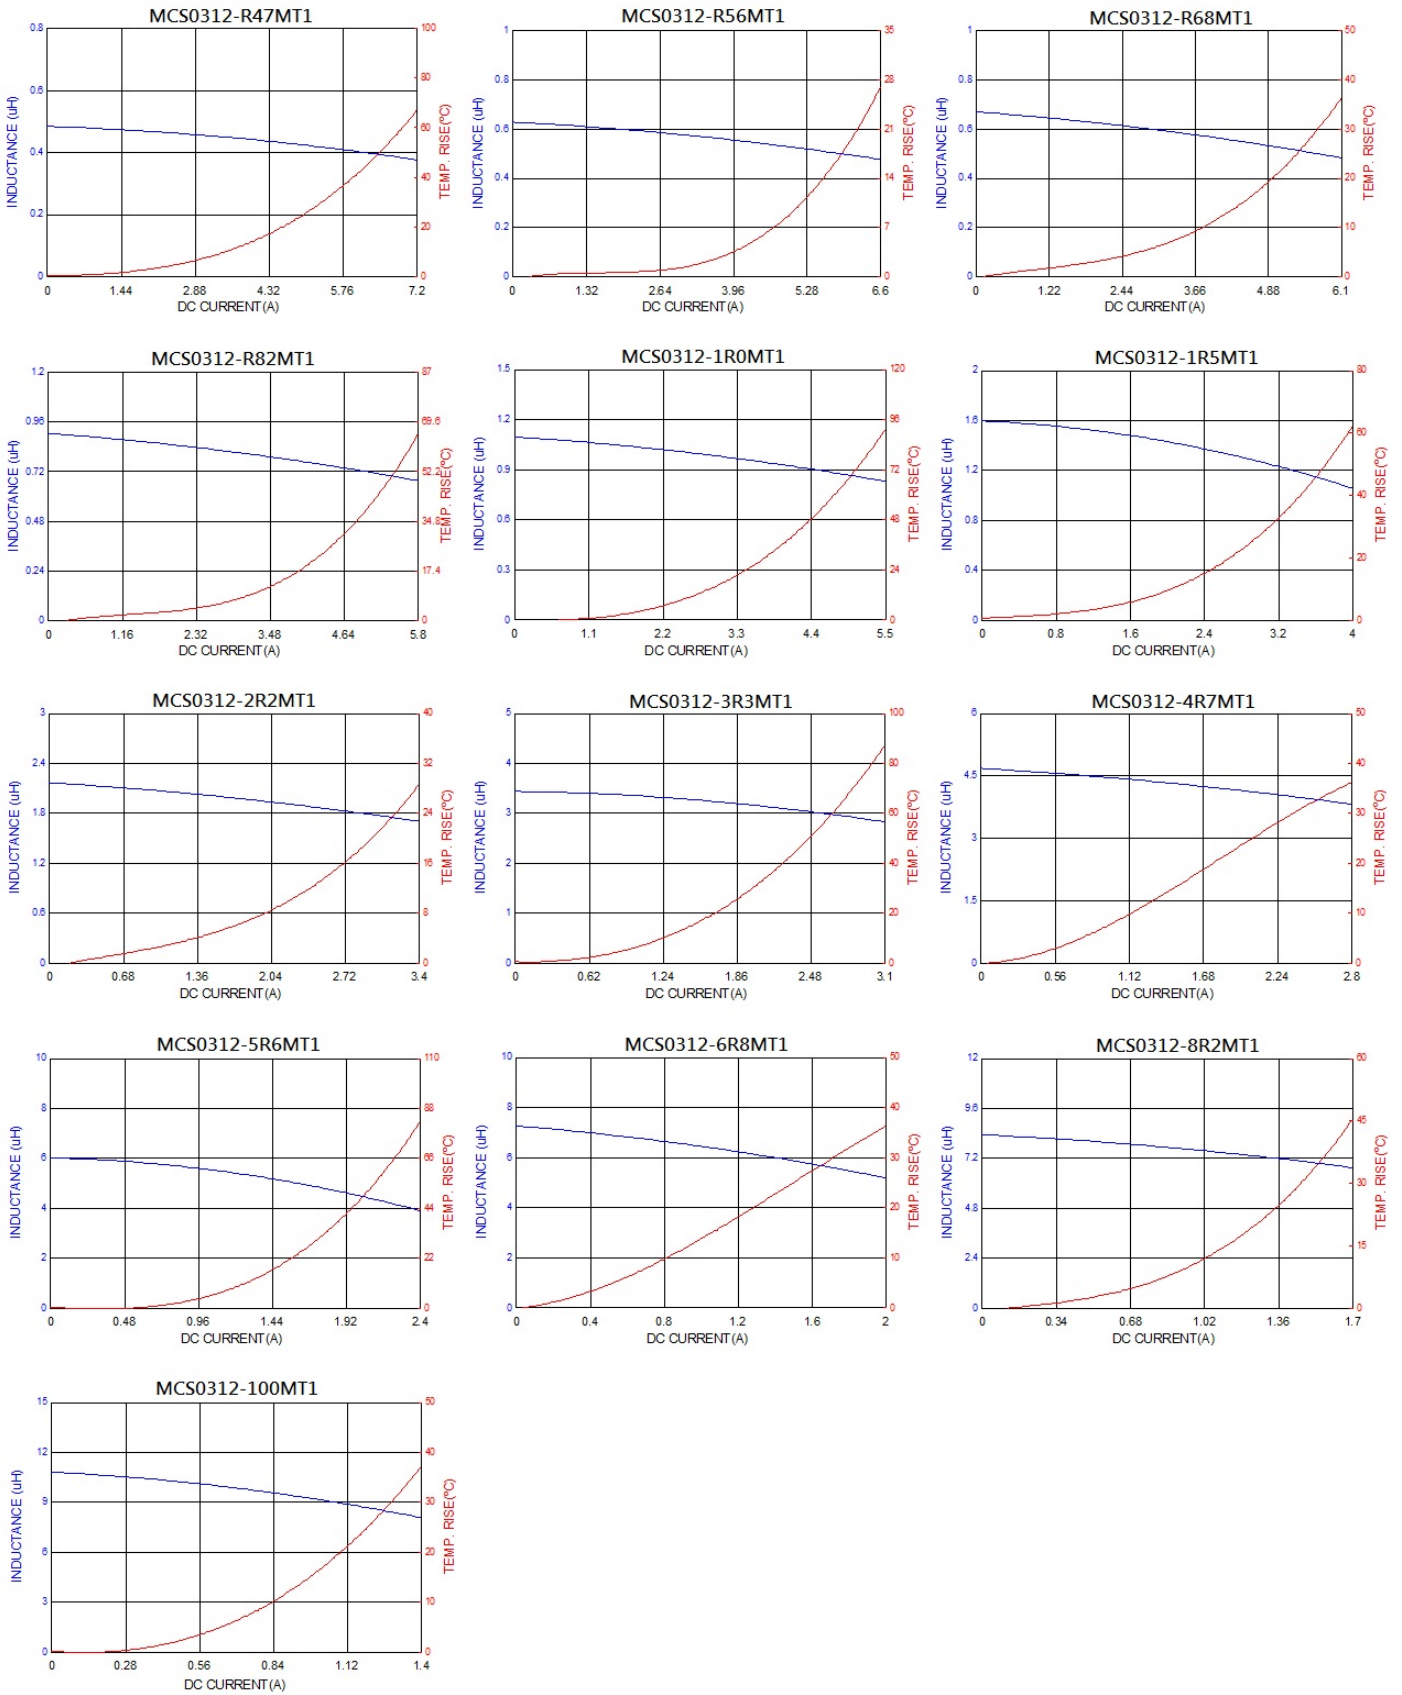 MCS0312-R47MT1
MCS0312-R56MT1
MCS0312-R68MT1
0.8
0.6
0.4
0.2
0
INDUCTANCE (uH)
100
80
60
40
20
0
TEMP. RISE(°C)
0 1.44 2.88 4.32 5.76 7.2
DC CURRENT(A)
1
0.8
0.6
0.4
0.2
0
INDUCTANCE (uH)
35
28
21
14
7
0
TEMP. RISE(°C)
0 1.32 2.64 3.96 5.28 6.6
DC CURRENT(A)
1
0.8
0.6
0.4
0.2
0
INDUCTANCE (uH)
50
40
30
20
10
0
TEMP. RISE(°C)
0 1.22 2.44 3.66 4.88 6.1
DC CURRENT(A)
MCS0312-R82MT1
MCS0312-1R0MT1
MCS0312-1R5MT1
1.2
0.96
0.72
0.48
0.24
0
INDUCTANCE (uH)
87
69.6
52.2
34.8
17.4
0
TEMP. RISE(°C)
0 1.16 2.32 3.48 4.64 5.8
DC CURRENT(A)
1.5
1.2
0.9
0.6
0.3
0
INDUCTANCE (uH)
120
96
72
48
24
0
TEMP. RISE(°C)
0 1.1 2.2 3.3 4.4 5.5
DC CURRENT(A)
2
1.6
1.2
0.8
0.4
0
INDUCTANCE (uH)
80
60
40
20
0
TEMP. RISE(°C)
0 0.8 1.6 2.4 3.2 4
DC CURRENT(A)
MCS0312-2R2MT1
MCS0312-3R3MT1
MCS0312-4R7MT1
3
2.4
1.8
1.2
0.6
0
INDUCTANCE (uH)
40
32
24
16
8
0
TEMP. RISE(°C)
0 0.68 1.36 2.04 2.72 3.4
DC CURRENT(A)
5
4
3
2
1
0
INDUCTANCE (uH)
100
80
60
40
20
0
TEMP. RISE(°C)
0 0.62 1.24 1.86 2.48 3.1
DC CURRENT(A)
6
4.5
3
1.5
0
INDUCTANCE (uH)
50
40
30
20
10
0
TEMP. RISE(°C)
0 0.56 1.12 1.68 2.24 2.8
DC CURRENT(A)
MCS0312-5R6MT1
MCS0312-6R8MT1
MCS0312-8R2MT1
10
8
6
4
2
0
INDUCTANCE (uH)
110
88
66
44
22
0
TEMP. RISE(°C)
0 0.48 0.96 1.44 1.92 2.4
DC CURRENT(A)
10
8
6
4
2
0
INDUCTANCE (uH)
50
40
30
20
10
0
TEMP. RISE(°C)
0 0.4 0.8 1.2 1.6 2
DC CURRENT(A)
12
9.6
7.2
4.8
2.4
0
INDUCTANCE (uH)
60
45
30
15
0
TEMP. RISE(°C)
0 0.34 0.68 1.02 1.36 1.7
DC CURRENT(A)
MCS0312-100MT1
15
12
9
6
3
0
INDUCTANCE (uH)
50
40
30
20
10
0
TEMP. RISE(°C)
0 0.28 0.56 0.84 1.12 1.4
DC CURRENT(A)